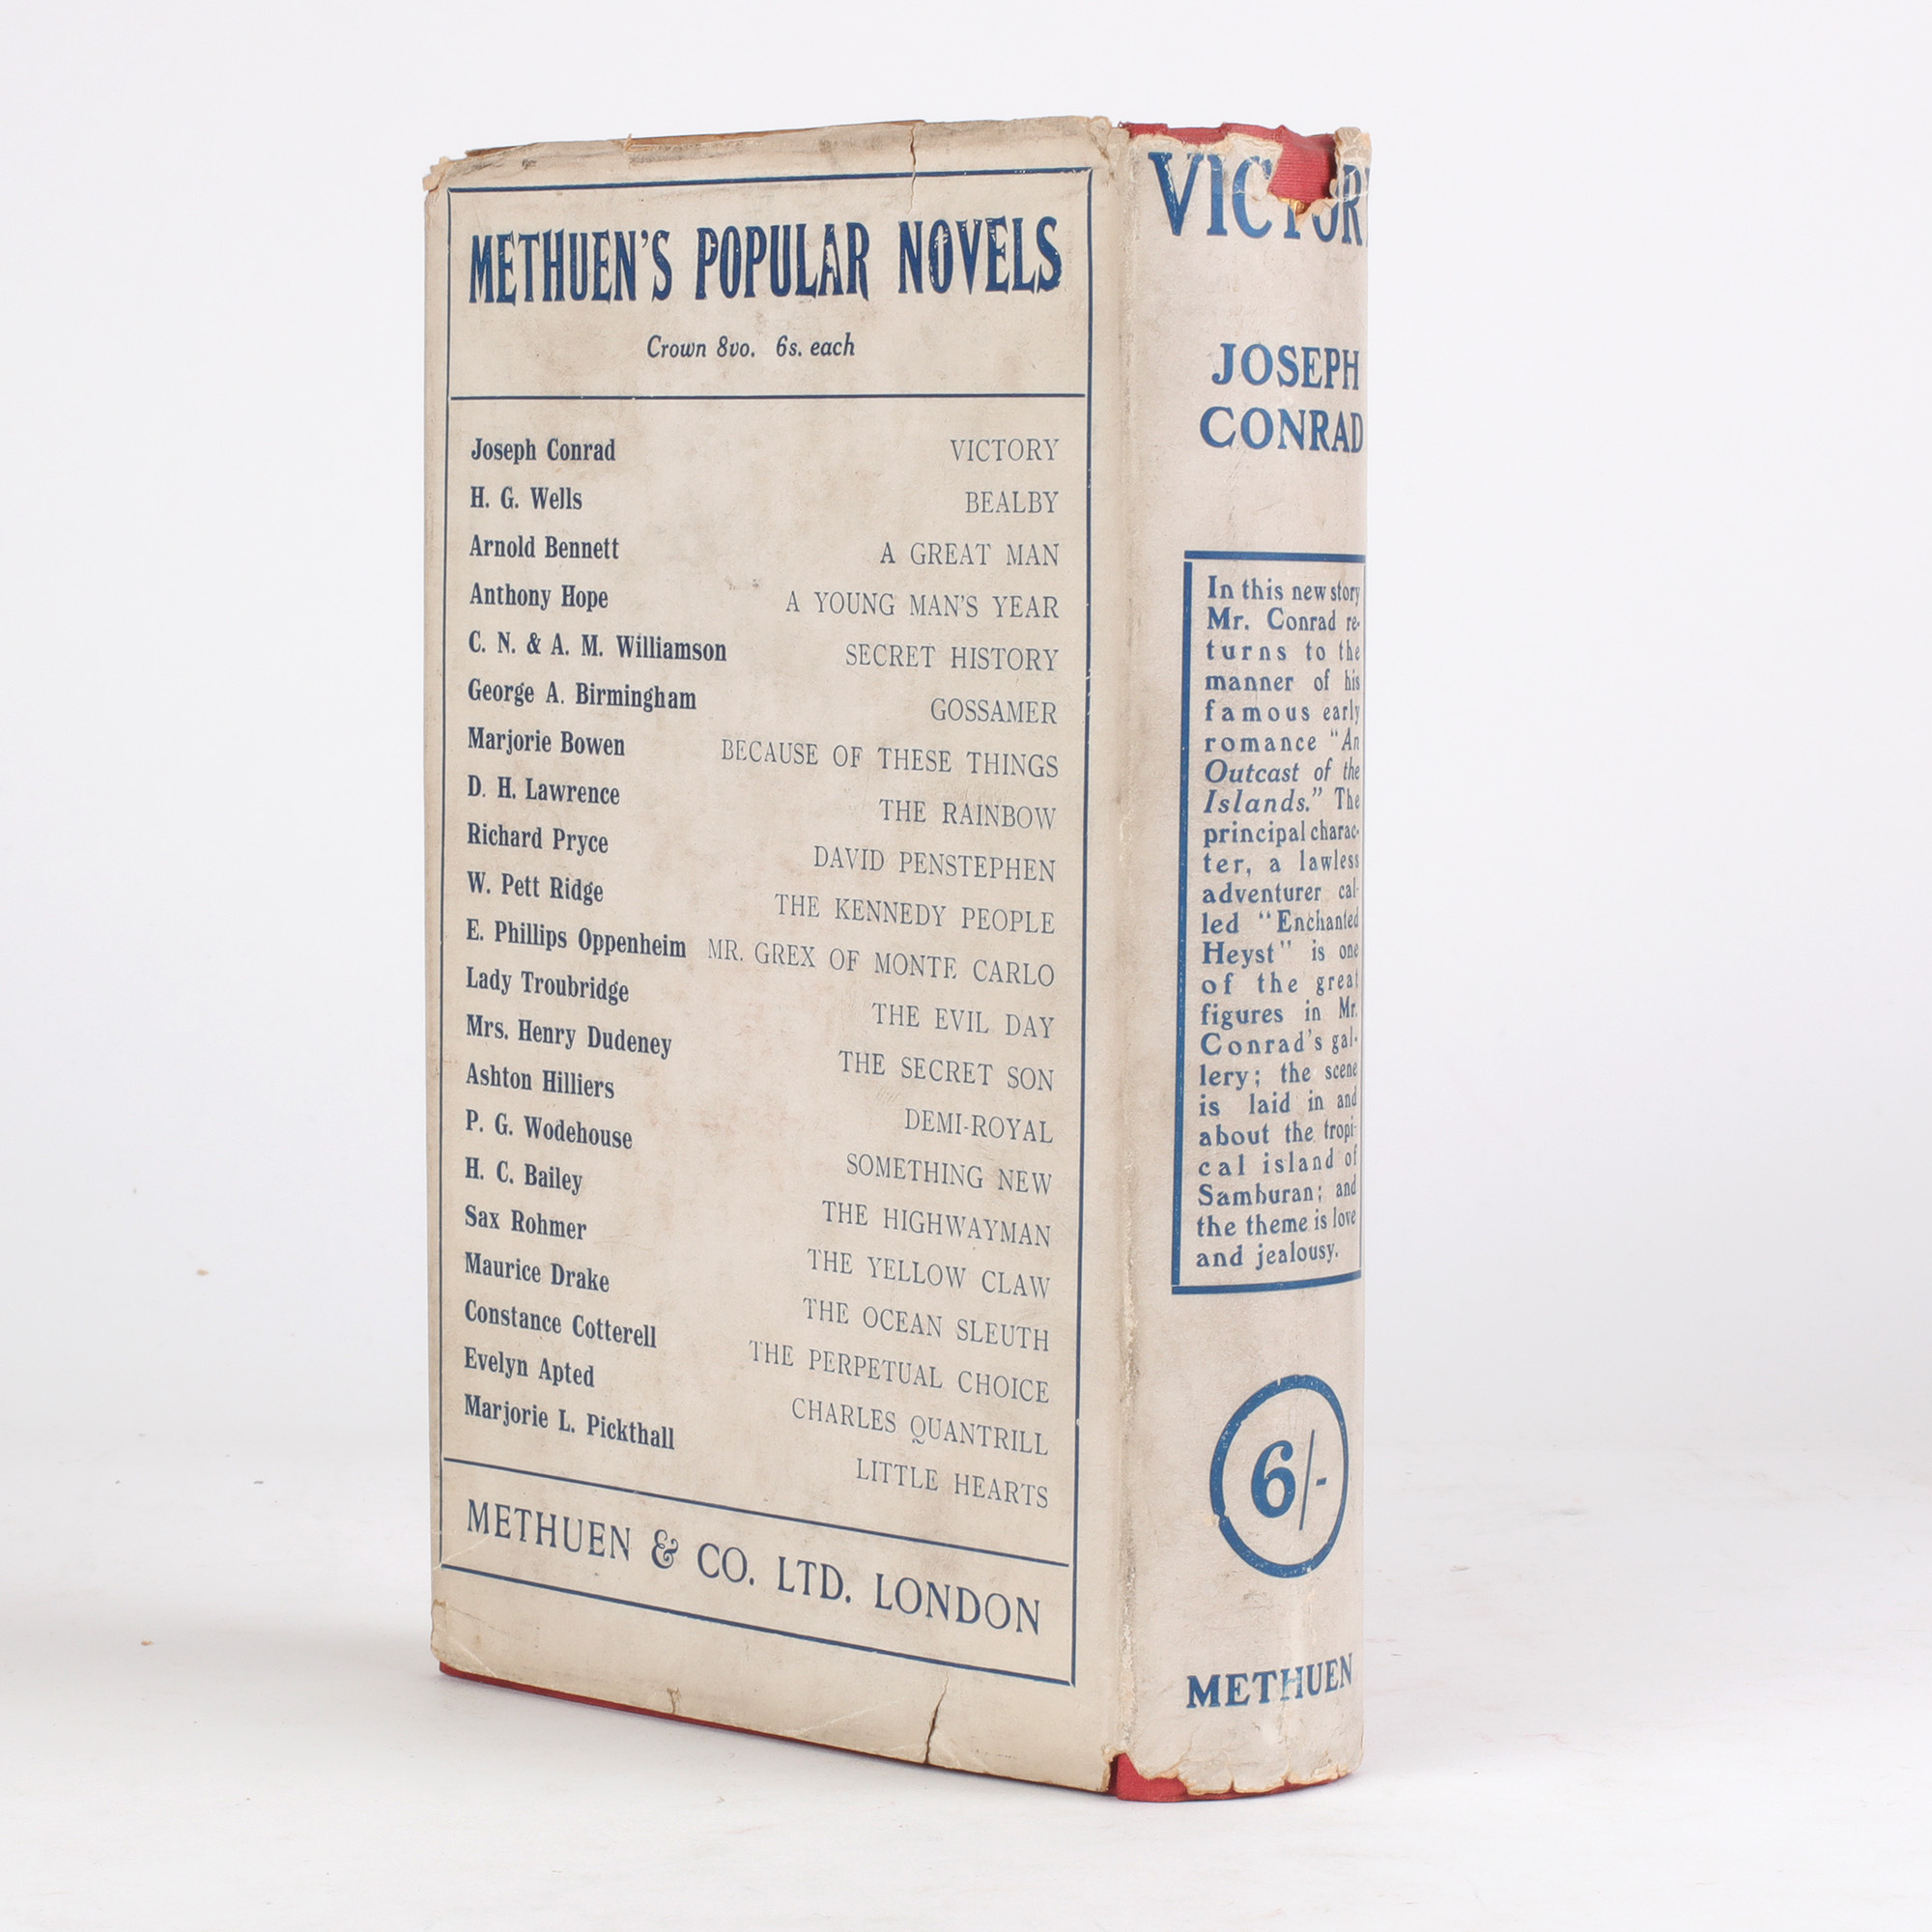 METHUEN'S POPULAR NOVELS
Crown 8vo. 6s. each
Joseph Conrad VICTORY
H. G. Wells BEALBY
Arnold Bennett A GREAT MAN
Anthony Hope A YOUNG MAN'S YEAR
C. N. & A. M. Williamson SECRET HISTORY
George A. Birmingham GOSSAMER
Marjorie Bowen BECAUSE OF THESE THINGS
D. H. Lawrence THE RAINBOW
Richard Pryce DAVID PENSTEPHEN
W. Pett Ridge THE KENNEDY PEOPLE
E. Phillips Oppenheim MR. GREX OF MONTE CARLO
Lady Troubridge THE EVIL DAY
Mrs. Henry Dudeney THE SECRET SON
Ashton Hilliers DEMI-ROYAL
P. G. Wodehouse SOMETHING NEW
H. C. Bailey THE HIGHWAYMAN
Sax Rohmer THE YELLOW CLAW
Maurice Drake THE OCEAN SLEUTH
Constance Cotterell THE PERPETUAL CHOICE
Evelyn Apted CHARLES QUANTRILL
Marjorie L. Pickthall LITTLE HEARTS
METHUEN & CO. LTD. LONDON
VICTORY
JOSEPH
CONRAD
In this new story
Mr. Conrad re-
turns to the
manner of his
famous early
romance "An
Outcast of the
Islands." The
principal charac-
ter, a lawless
adventurer cal-
led "Enchanted
Heyst" is one
of the great
figures in Mr.
Conrad's gal-
lery; the scene
is laid in and
about the tropi-
cal island of
Samburan; and
the theme is love
and jealousy.
6/-
METHUEN